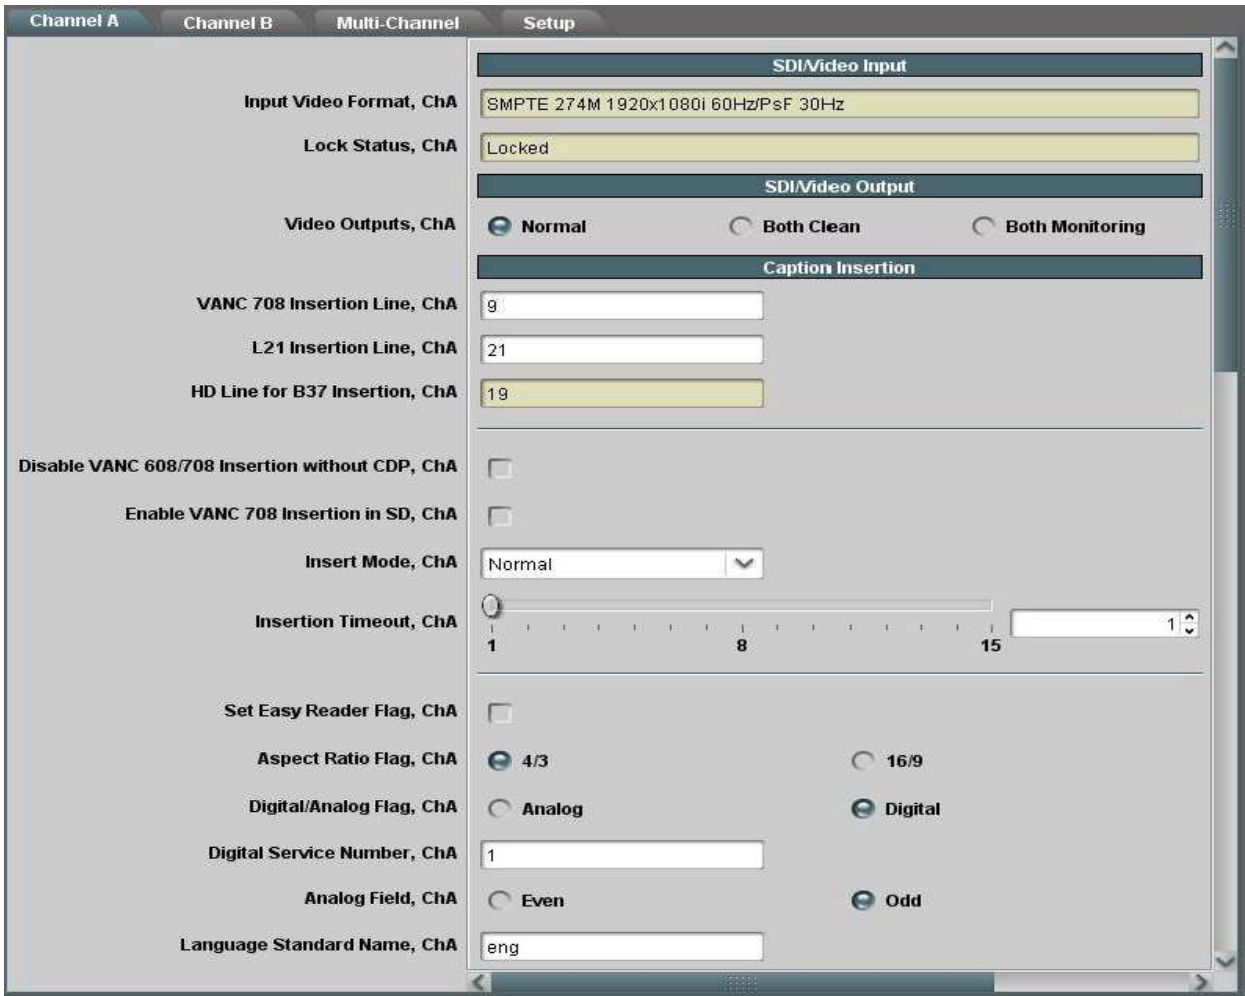 Channel A Channel B Multi-Channel Setup
SDI/Video Input
Input Video Format, ChA SMPTE 274M 1920x1080i 60Hz/PsF 30Hz
Lock Status, ChA Locked
SDI/Video Output
Video Outputs, ChA Normal Both Clean Both Monitoring
Caption Insertion
VANC 708 Insertion Line, ChA 9
L21 Insertion Line, ChA 21
HD Line for B37 Insertion, ChA 19
Disable VANC 608/708 Insertion without CDP, ChA
Enable VANC 708 Insertion in SD, ChA
Insert Mode, ChA Normal
Insertion Timeout, ChA 1
1 8 15
Set Easy Reader Flag, ChA
Aspect Ratio Flag, ChA 4/3 16/9
Digital/Analog Flag, ChA Analog Digital
Digital Service Number, ChA 1
Analog Field, ChA Even Odd
Language Standard Name, ChA eng